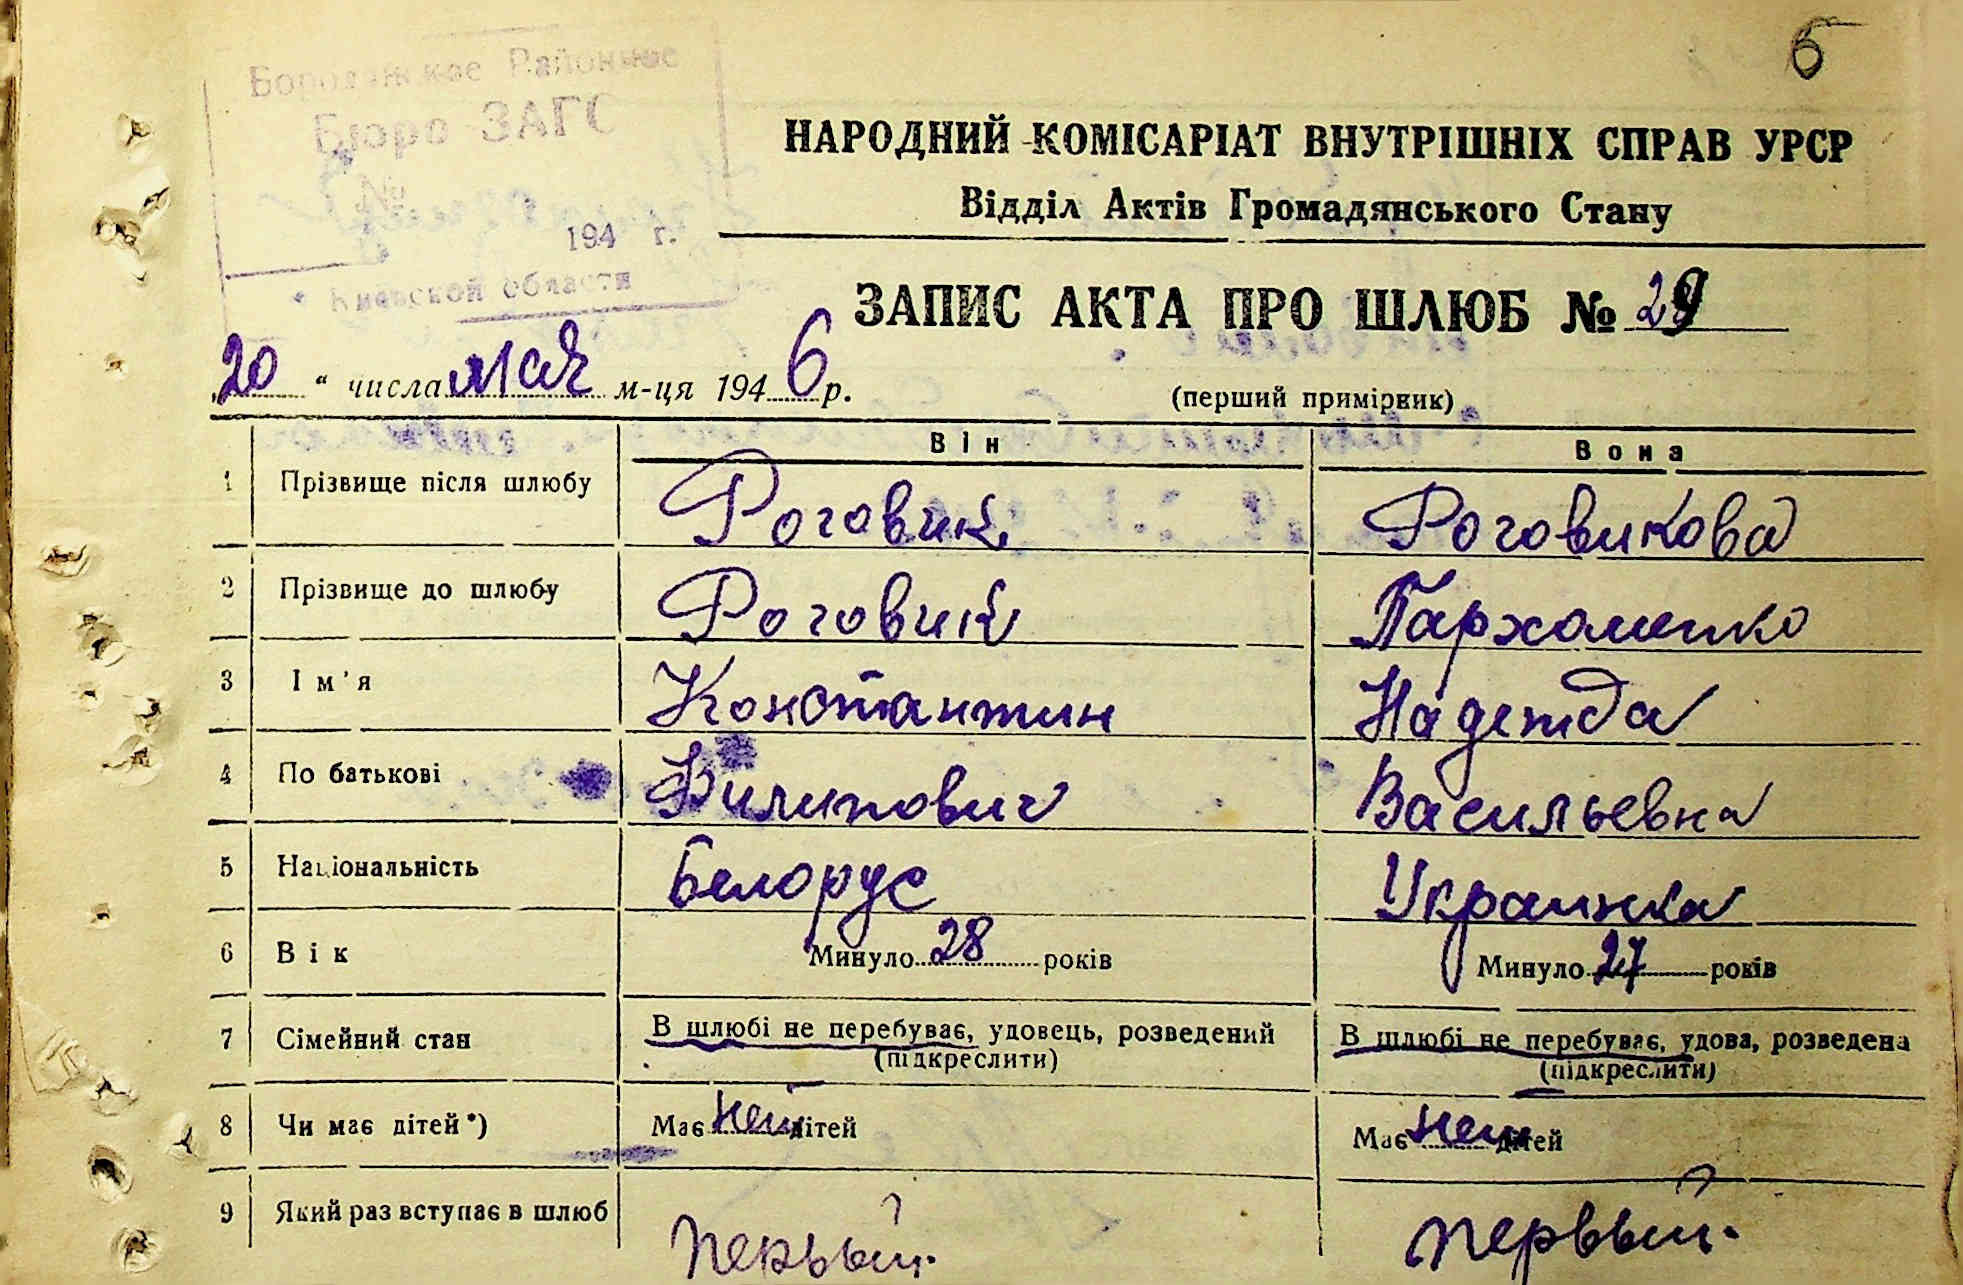 6
Бородянское Районное
Бюро ЗАГС
№
194 г.
Киевской области
НАРОДНИЙ КОМІСАРІАТ ВНУТРІШНІХ СПРАВ УРСР
Відділ Актів Громадянського Стану
ЗАПИС АКТА ПРО ШЛЮБ № 29
„20“ числа мая м-ця 1946 р.
(перший примірник)
Він Вона
1 Прізвище після шлюбу Роговик Роговикова
2 Прізвище до шлюбу Роговик Пархоменко
3 Ім'я Константин Надежда
4 По батькові Филипович Васильевна
5 Національність Белорус Украинка
6 Вік Минуло 28 років Минуло 27 років
7 Сімейний стан В шлюбі не перебуває, удовець, розведений В шлюбі не перебуває, удова, розведена
(підкреслити) (підкреслити)
8 Чи має дітей*) Має нет дітей Має нет дітей
9 Який раз вступає в шлюб первый. первый.